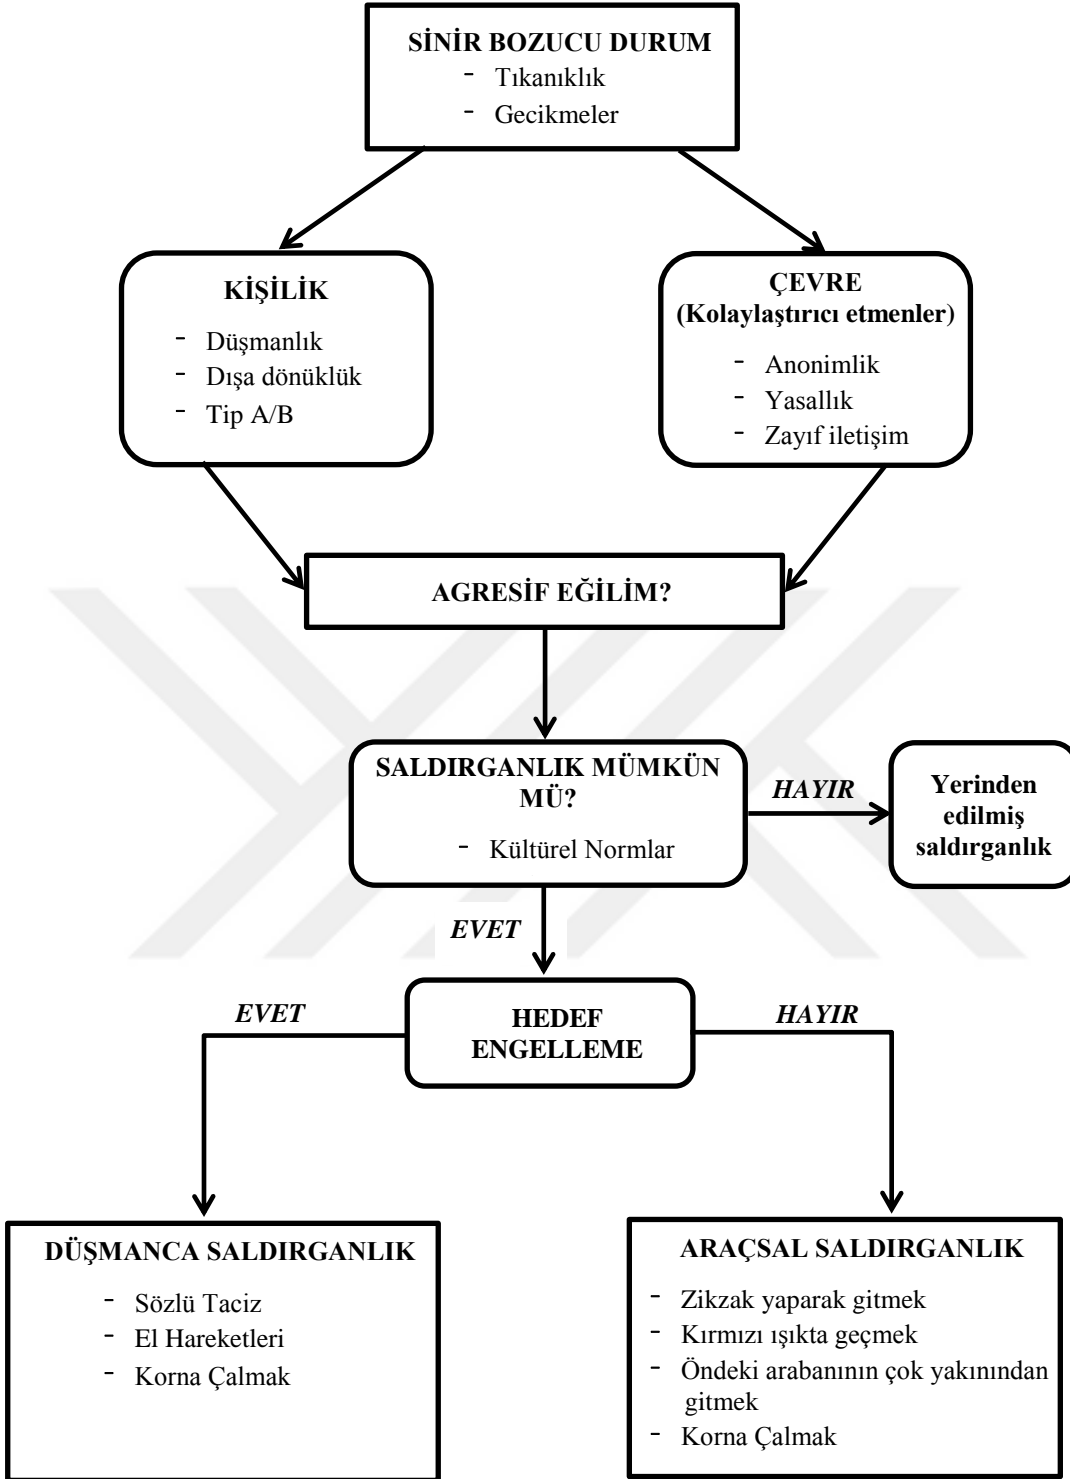 SİNİR BOZUCU DURUM
- Tıkanıklık
- Gecikmeler
KİŞİLİK
- Düşmanlık
- Dışa dönüklük
- Tip A/B
ÇEVRE
(Kolaylaştırıcı etmenler)
- Anonimlik
- Yasallık
- Zayıf iletişim
AGRESİF EĞİLİM?
SALDIRGANLIK MÜMKÜN
MÜ?
- Kültürel Normlar
HAYIR
Yerinden
edilmiş
saldırganlık
EVET
HEDEF
ENGELLEME
EVET
HAYIR
DÜŞMANCA SALDIRGANLIK
- Sözlü Taciz
- El Hareketleri
- Korna Çalmak
ARAÇSAL SALDIRGANLIK
- Zikzak yaparak gitmek
- Kırmızı ışıkta geçmek
- Öndeki arabanının çok yakınından
gitmek
- Korna Çalmak